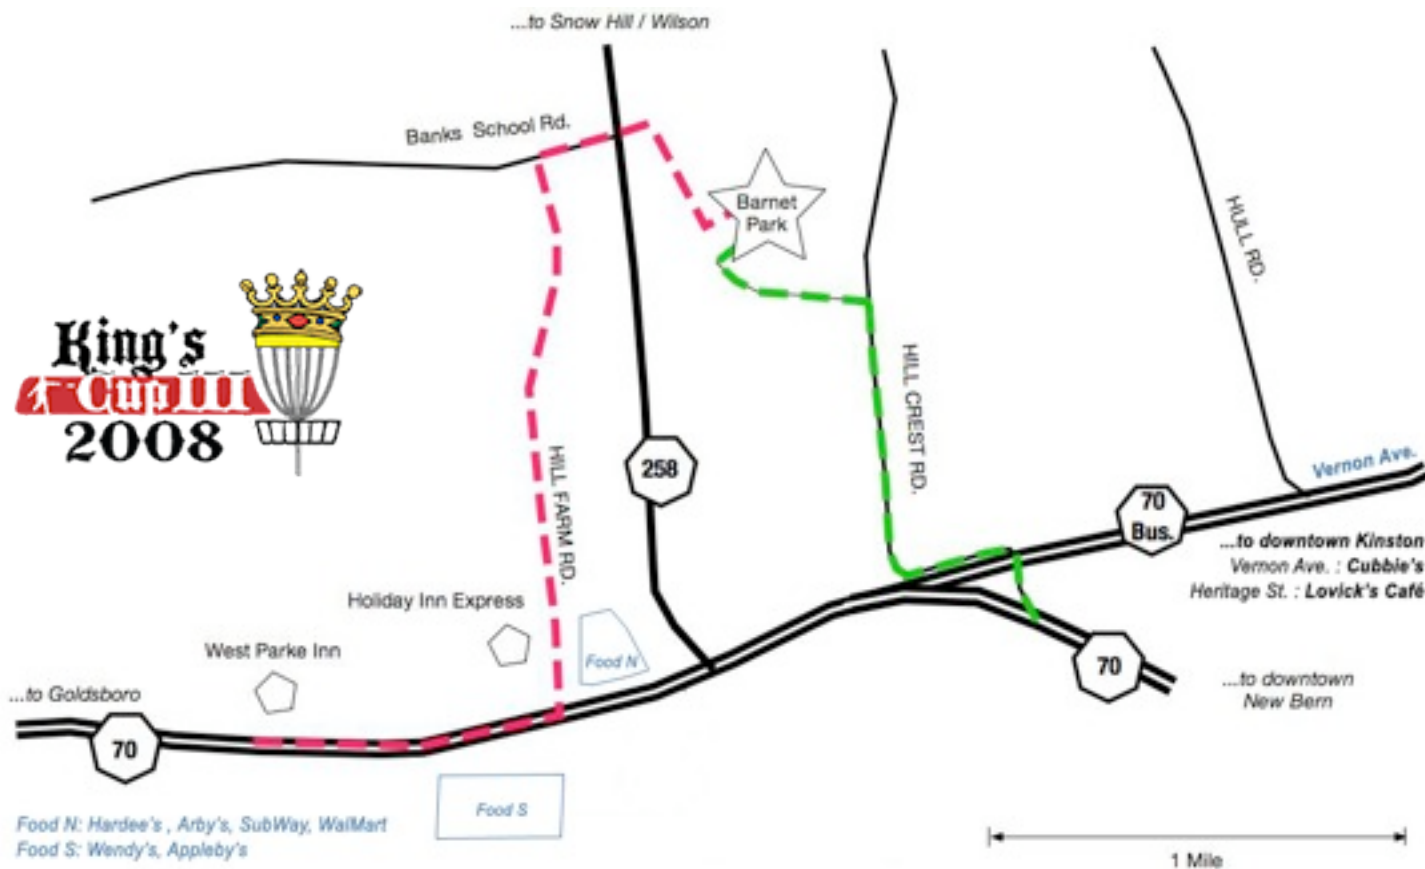 ...to Snow Hill / Wilson
Banks School Rd.
Barnet
Park
HULL RD.
King's
Cup III
2008
HILL CREST RD.
HILL FARM RD.
258
Vernon Ave.
70
Bus.
...to downtown Kinston
Vernon Ave. : Cubbie's
Heritage St. : Lovick's Café
Holiday Inn Express
West Parke Inn
Food N
70
...to Goldsboro
...to downtown
New Bern
70
Food S
Food N: Hardee's , Arby's, SubWay, WalMart
Food S: Wendy's, Appleby's
1 Mile